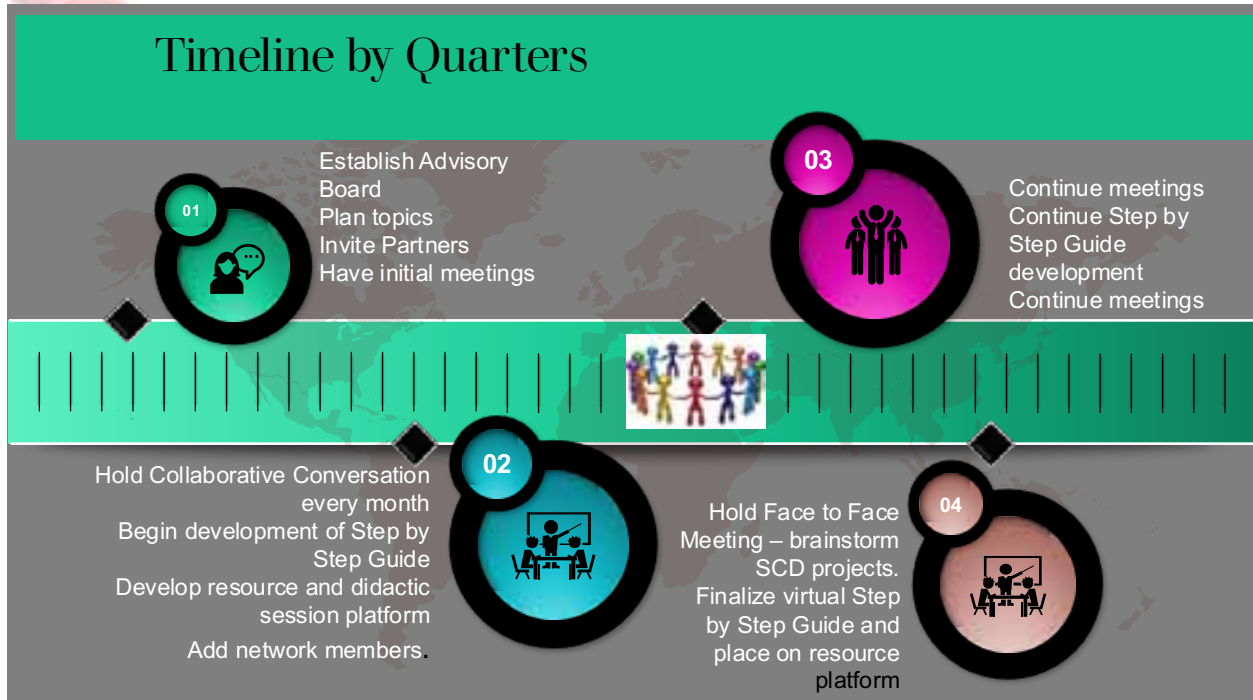 Timeline by Quarters
01
Establish Advisory
Board
Plan topics
Invite Partners
Have initial meetings
02
Hold Collaborative Conversation
every month
Begin development of Step by
Step Guide
Develop resource and didactic
session platform
Add network members.
03
Continue meetings
Continue Step by
Step Guide
development
Continue meetings
04
Hold Face to Face
Meeting – brainstorm
SCD projects.
Finalize virtual Step
by Step Guide and
place on resource
platform